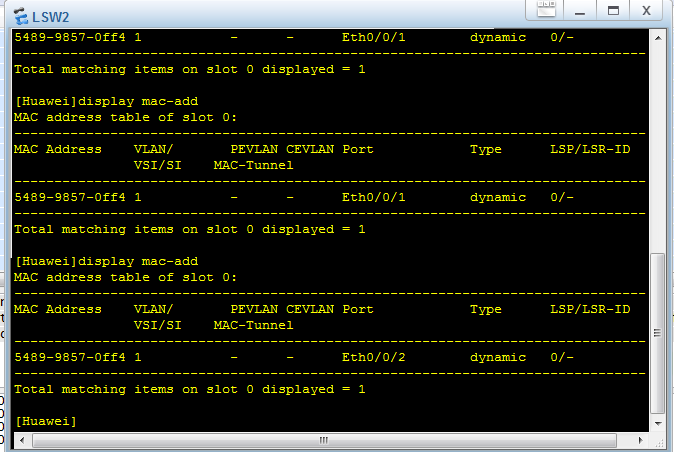 LSW2
X
5489-9857-0ff4 1 - - Eth0/0/1 dynamic 0/-
-------------------------------------------------------------------------------
Total matching items on slot 0 displayed = 1
[Huawei]display mac-add
MAC address table of slot 0:
-------------------------------------------------------------------------------
MAC Address VLAN/ PEVLAN CEVLAN Port Type LSP/LSR-ID
VSI/SI MAC-Tunnel
-------------------------------------------------------------------------------
5489-9857-0ff4 1 - - Eth0/0/1 dynamic 0/-
-------------------------------------------------------------------------------
Total matching items on slot 0 displayed = 1
[Huawei]display mac-add
MAC address table of slot 0:
-------------------------------------------------------------------------------
MAC Address VLAN/ PEVLAN CEVLAN Port Type LSP/LSR-ID
VSI/SI MAC-Tunnel
-------------------------------------------------------------------------------
5489-9857-0ff4 1 - - Eth0/0/2 dynamic 0/-
-------------------------------------------------------------------------------
Total matching items on slot 0 displayed = 1
[Huawei]